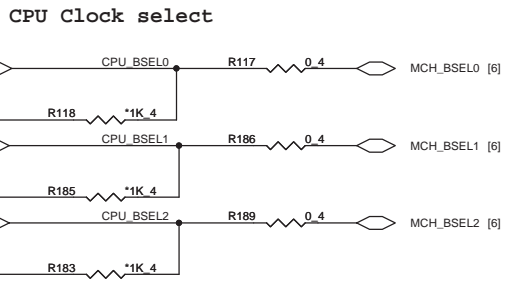 CPU Clock select
CPU_BSEL0 R117 0_4 MCH_BSEL0 [6]
R118 *1K_4
CPU_BSEL1 R186 0_4 MCH_BSEL1 [6]
R185 *1K_4
CPU_BSEL2 R189 0_4 MCH_BSEL2 [6]
R183 *1K_4